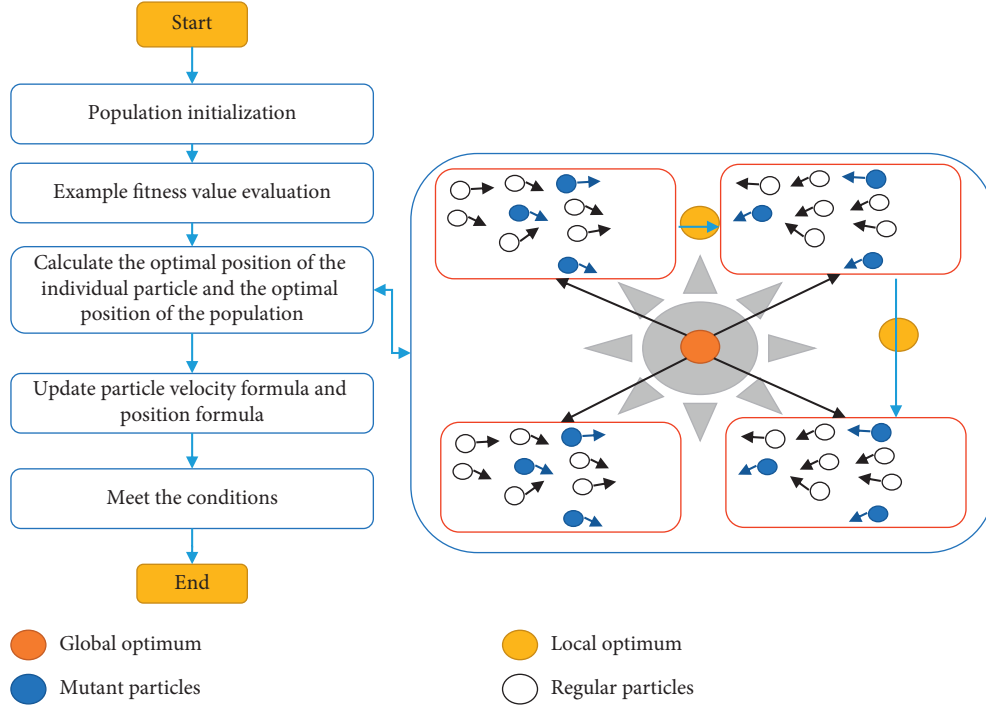 Start
Population initialization
Example fitness value evaluation
Calculate the optimal position of the
individual particle and the optimal
position of the population
Update particle velocity formula and
position formula
Meet the conditions
End
Global optimum
Local optimum
Mutant particles
Regular particles